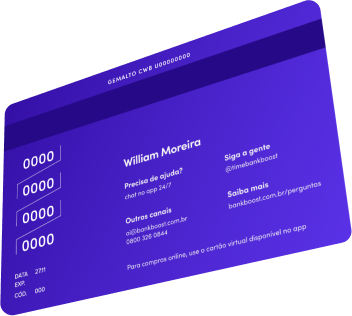 GEMALTO CWB U00000000
0000
0000
0000
0000
William Moreira
Precisa de ajuda?
chat no app 24/7
Siga a gente
@timebankboost
Outros canais
oi@bankboost.com.br
0800 326 0844
Saiba mais
bankboost.com.br/perguntas
DATA EXP. 27/1
CÓD. 000
Para compras online, use o cartão virtual disponível no app